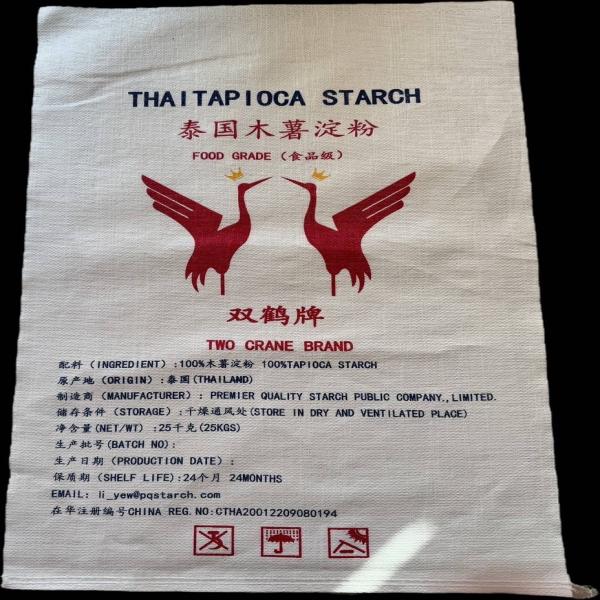 THAITAPIOCA STARCH
泰国木薯淀粉
FOOD GRADE (食品级)
双鹤牌
TWO CRANE BRAND
配料 (INGREDIENT) :100%木薯淀粉 100%TAPIOCA STARCH
原产地 (ORIGIN) :泰国(THAILAND)
制造商 (MANUFACTURER) : PREMIER QUALITY STARCH PUBLIC COMPANY.,LIMITED.
储存条件 (STORAGE) :干燥通风处(STORE IN DRY AND VENTILATED PLACE)
净含量(NET/WT) :25千克(25KGS)
生产批号(BATCH NO):
生产日期 (PRODUCTION DATE) :
保质期 (SHELF LIFE):24个月 24MONTHS
EMAIL: li_yew@pqstarch.com
在华注册编号CHINA REG.NO:CTHA20012209080194